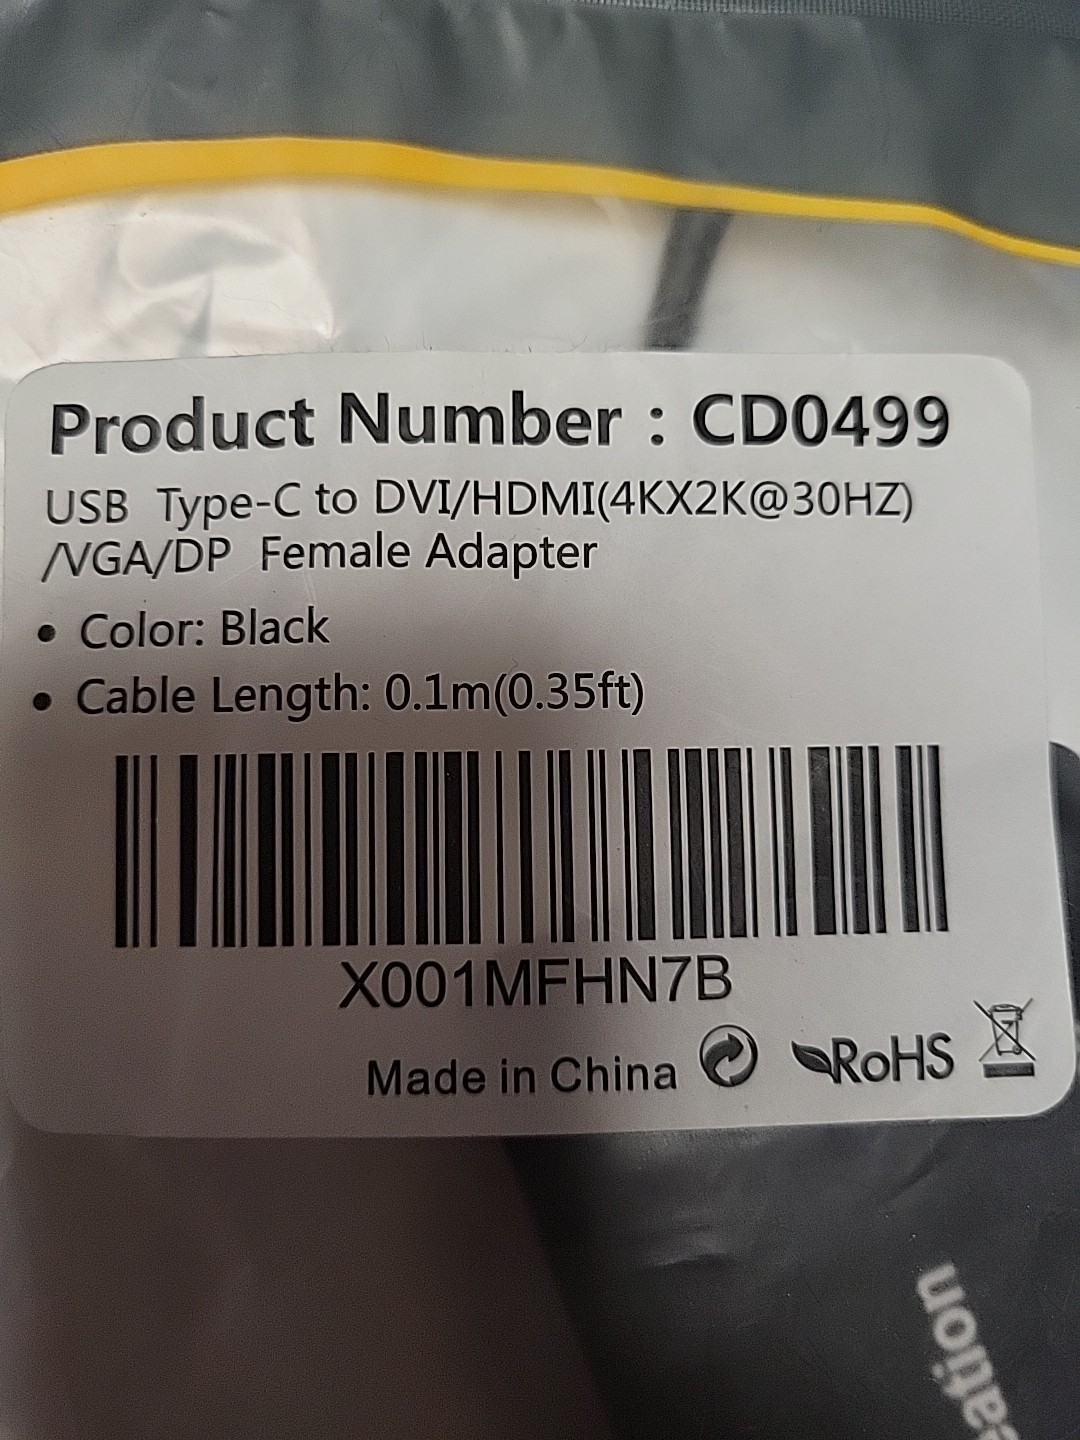 Product Number : CD0499
USB Type-C to DVI/HDMI(4KX2K@30HZ)
/VGA/DP Female Adapter
• Color: Black
• Cable Length: 0.1m(0.35ft)
X001MFHN7B
Made in China
RoHS